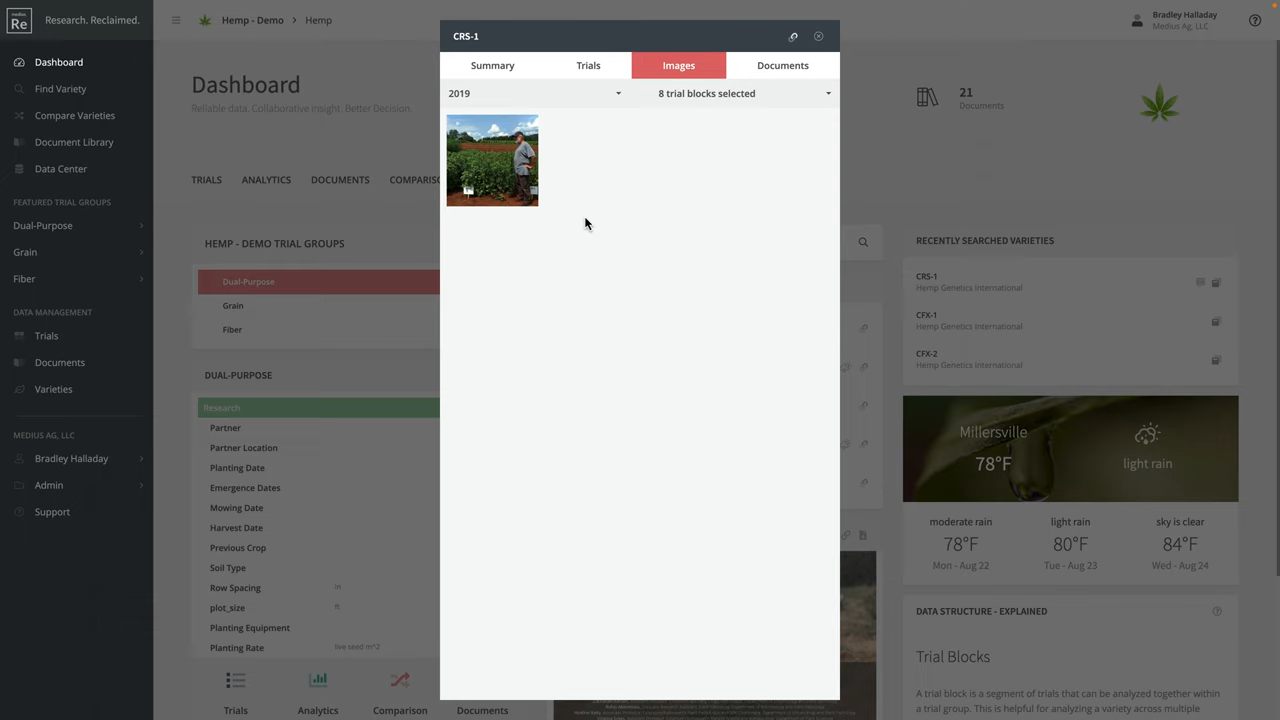 medius.
Re
Research. Reclaimed.
Hemp - Demo > Hemp
Bradley Halladay
Medius Ag, LLC
CRS-1
Summary
Trials
Images
Documents
2019
8 trial blocks selected
Dashboard
Find Variety
Compare Varieties
Document Library
Data Center
FEATURED TRIAL GROUPS
Dual-Purpose
Grain
Fiber
DATA MANAGEMENT
Trials
Documents
Varieties
MEDIUS AG, LLC
Bradley Halladay
Admin
Support
Dashboard
Reliable data. Collaborative insight. Better Decision.
TRIALS
ANALYTICS
DOCUMENTS
COMPARIS
HEMP - DEMO TRIAL GROUPS
Dual-Purpose
Grain
Fiber
DUAL-PURPOSE
Research
Partner
Partner Location
Planting Date
Emergence Dates
Mowing Date
Harvest Date
Previous Crop
Soil Type
Row Spacing in
plot_size ft
Planting Equipment
Planting Rate live seed m^2
Trials
Analytics
Comparison
Documents
21
Documents
RECENTLY SEARCHED VARIETIES
CRS-1
Hemp Genetics International
CFX-1
Hemp Genetics International
CFX-2
Hemp Genetics International
Millersville
78°F
light rain
moderate rain
78°F
Mon - Aug 22
light rain
80°F
Tue - Aug 23
sky is clear
84°F
Wed - Aug 24
DATA STRUCTURE - EXPLAINED
Trial Blocks
A trial block is a segment of trials that can be analyzed together within
a year. This is helpful for analyzing a variety across multiple